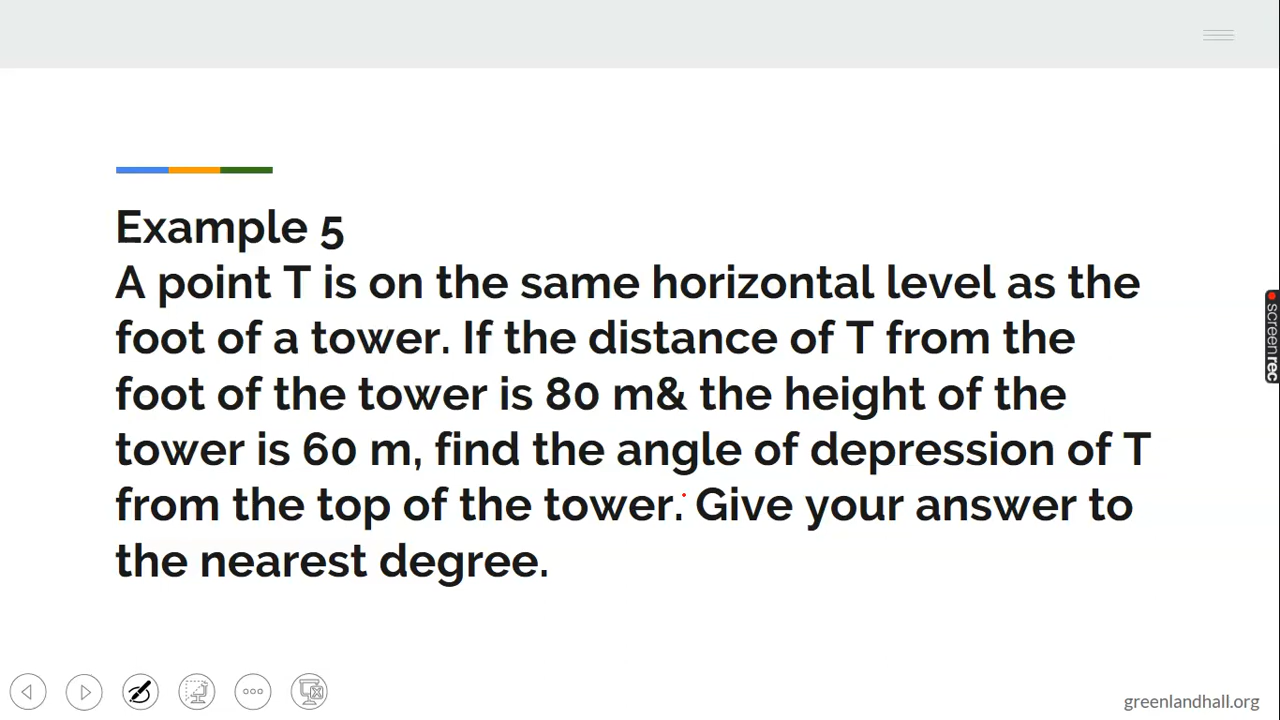 Example 5
A point T is on the same horizontal level as the
foot of a tower. If the distance of T from the
foot of the tower is 80 m& the height of the
tower is 60 m, find the angle of depression of T
from the top of the tower. Give your answer to
the nearest degree.
screenrec
greenlandhall.org